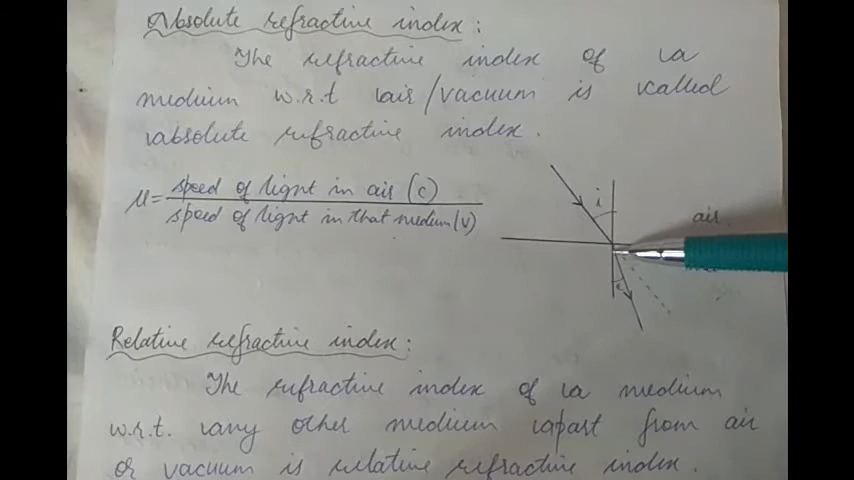 Absolute refractive index:
The refractive index of a
medium w.r.t air/vacuum is called
absolute refractive index.
μ = speed of light in air (c)
speed of light in that medium (v)
i
air
r
Relative refractive index:
The refractive index of a medium
w.r.t. any other medium apart from air
or vacuum is relative refractive index.